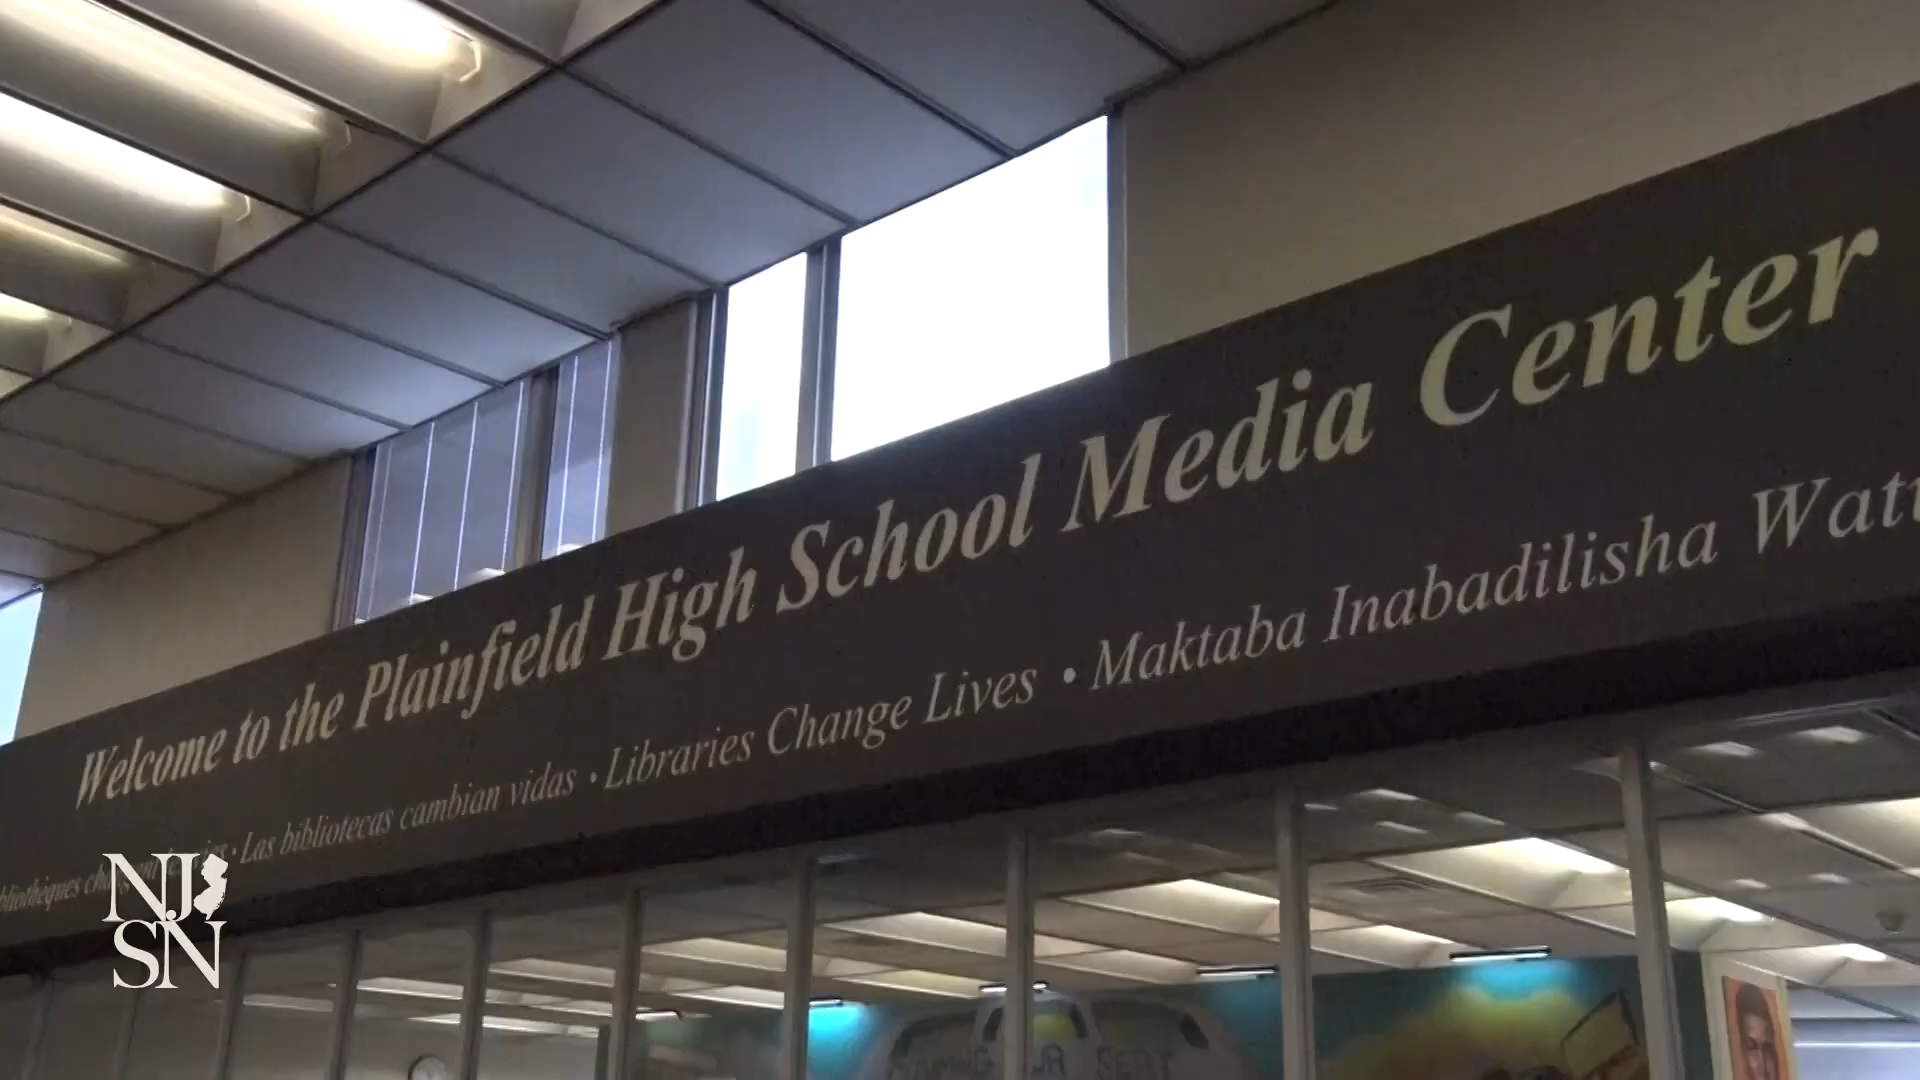 Welcome to the Plainfield High School Media Center
• Las bibliotecas cambian vidas • Libraries Change Lives • Maktaba Inabadilisha
NJ
SN